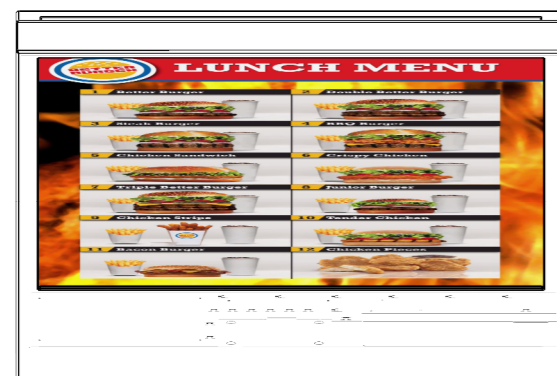 BETTER
BURGER
LUNCH MENU
1 Better Burger
2 Double Better Burger
3 Steak Burger
4 BBQ Burger
5 Chicken Sandwich
6 Crispy Chicken
7 Triple Better Burger
8 Junior Burger
9 Chicken Strips
10 Tender Chicken
11 Bacon Burger
12 Chicken Pieces